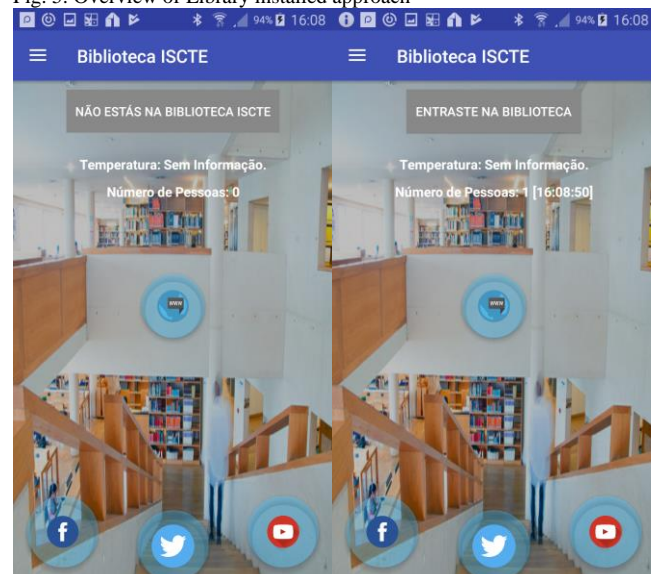 Fig. 5. Overview of Library installed approach
94% 16:08
Biblioteca ISCTE
NÃO ESTÁS NA BIBLIOTECA ISCTE
Temperatura: Sem Informação.
Número de Pessoas: 0
94% 16:08
Biblioteca ISCTE
ENTRASTE NA BIBLIOTECA
Temperatura: Sem Informação.
Número de Pessoas: 1 [16:08:50]